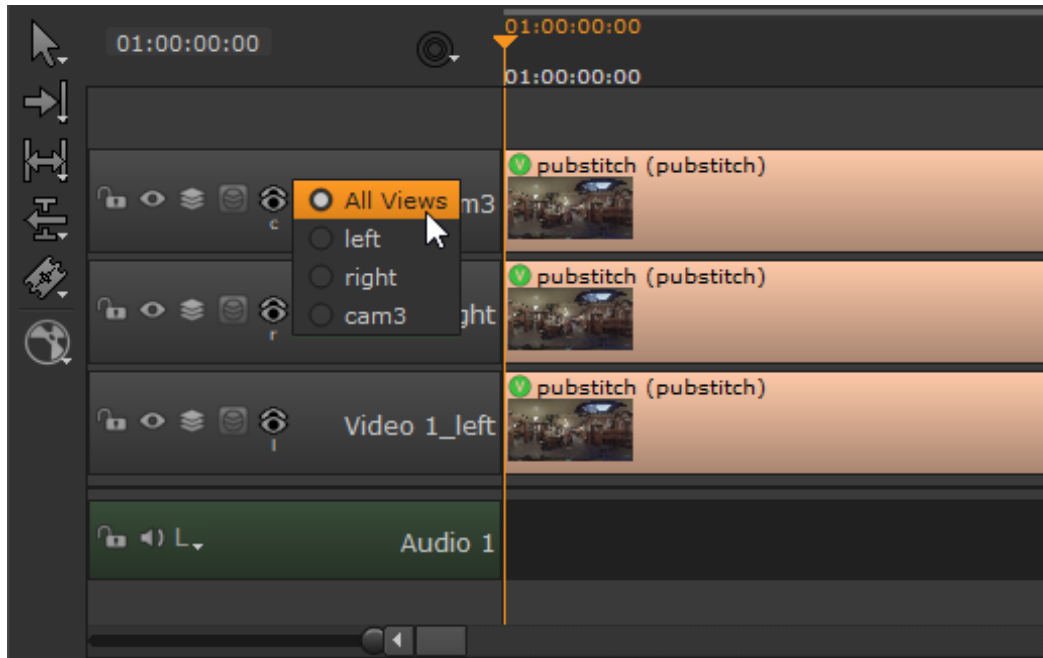 01:00:00:00
01:00:00:00
01:00:00:00
V pubstitch (pubstitch)
All Views
m3
c
left
right
cam3
V pubstitch (pubstitch)
ght
r
V pubstitch (pubstitch)
Video 1_left
l
L
Audio 1